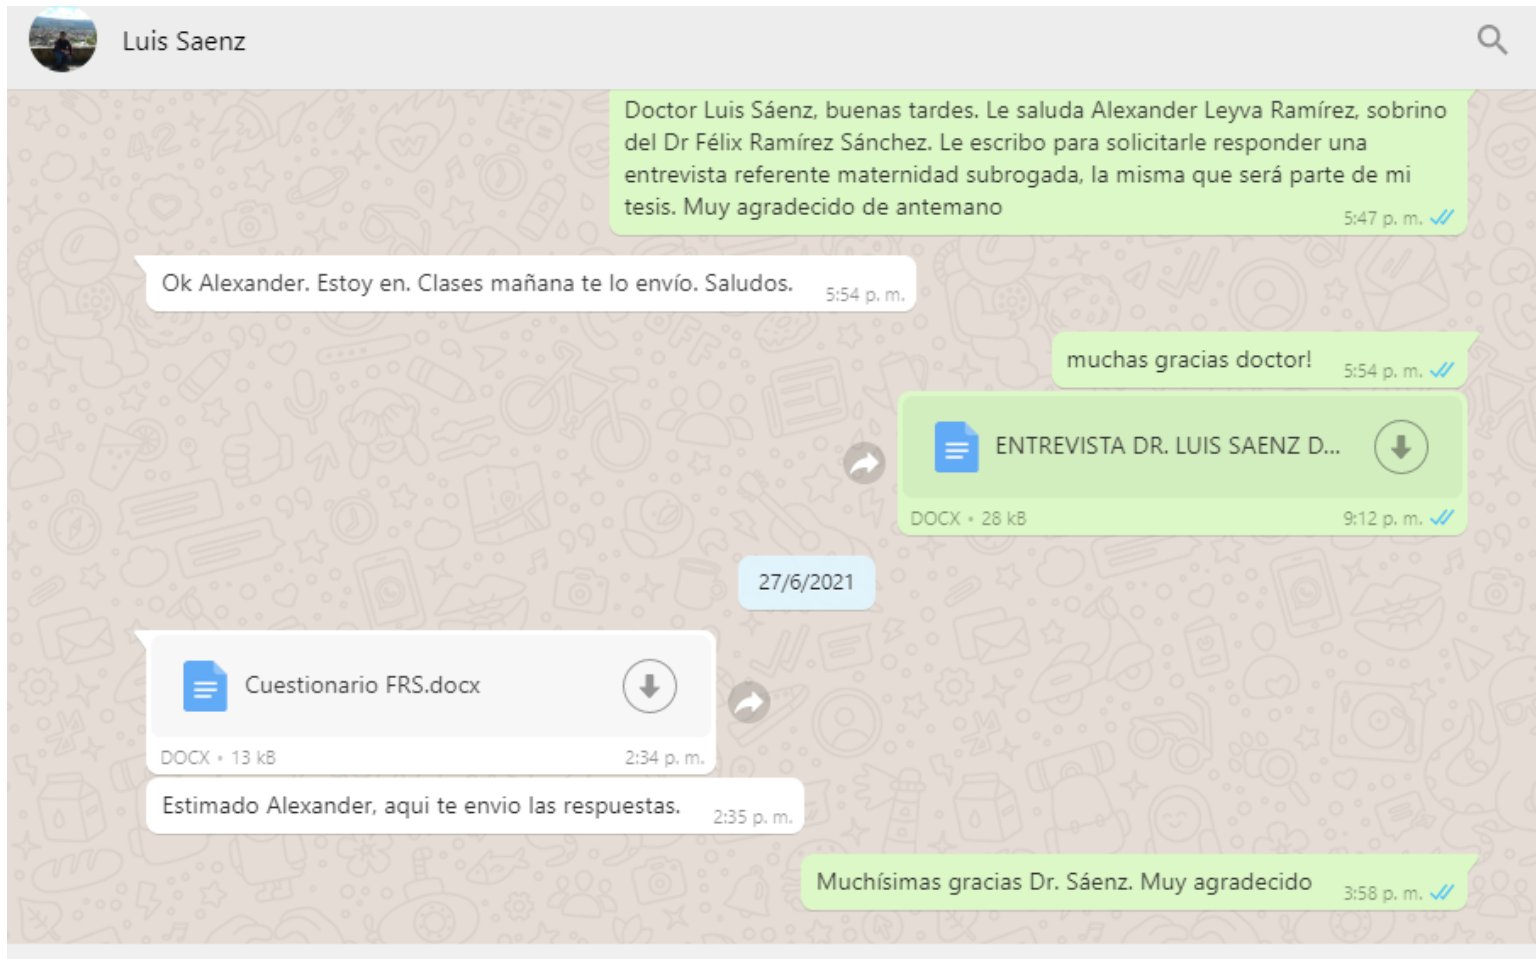 Luis Saenz
Doctor Luis Sáenz, buenas tardes. Le saluda Alexander Leyva Ramírez, sobrino
del Dr Félix Ramírez Sánchez. Le escribo para solicitarle responder una
entrevista referente maternidad subrogada, la misma que será parte de mi
tesis. Muy agradecido de antemano
5:47 p. m.
Ok Alexander. Estoy en. Clases mañana te lo envío. Saludos.
5:54 p. m.
muchas gracias doctor!
5:54 p. m.
ENTREVISTA DR. LUIS SAENZ D...
DOCX • 28 kB
9:12 p. m.
27/6/2021
Cuestionario FRS.docx
DOCX • 13 kB
2:34 p. m.
Estimado Alexander, aqui te envio las respuestas.
2:35 p. m.
Muchísimas gracias Dr. Sáenz. Muy agradecido
3:58 p. m.